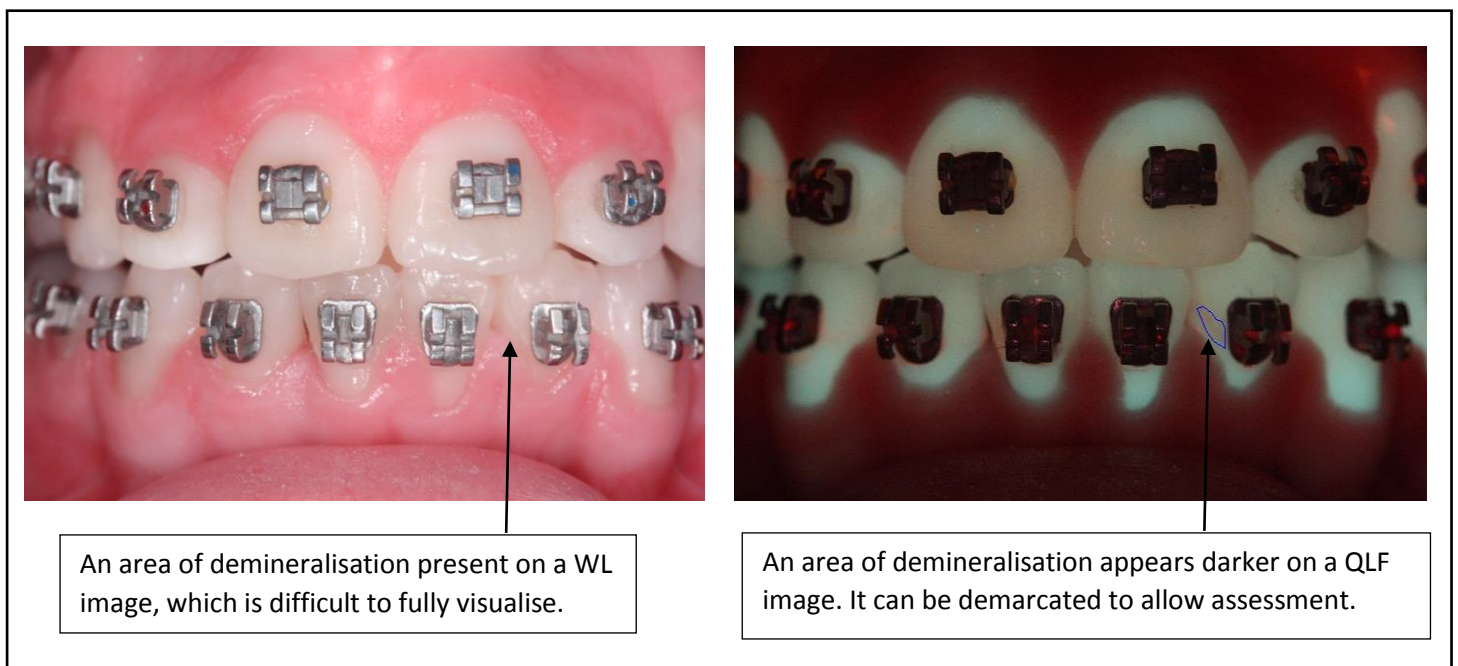 An area of demineralisation present on a WL
image, which is difficult to fully visualise.
An area of demineralisation appears darker on a QLF
image. It can be demarcated to allow assessment.